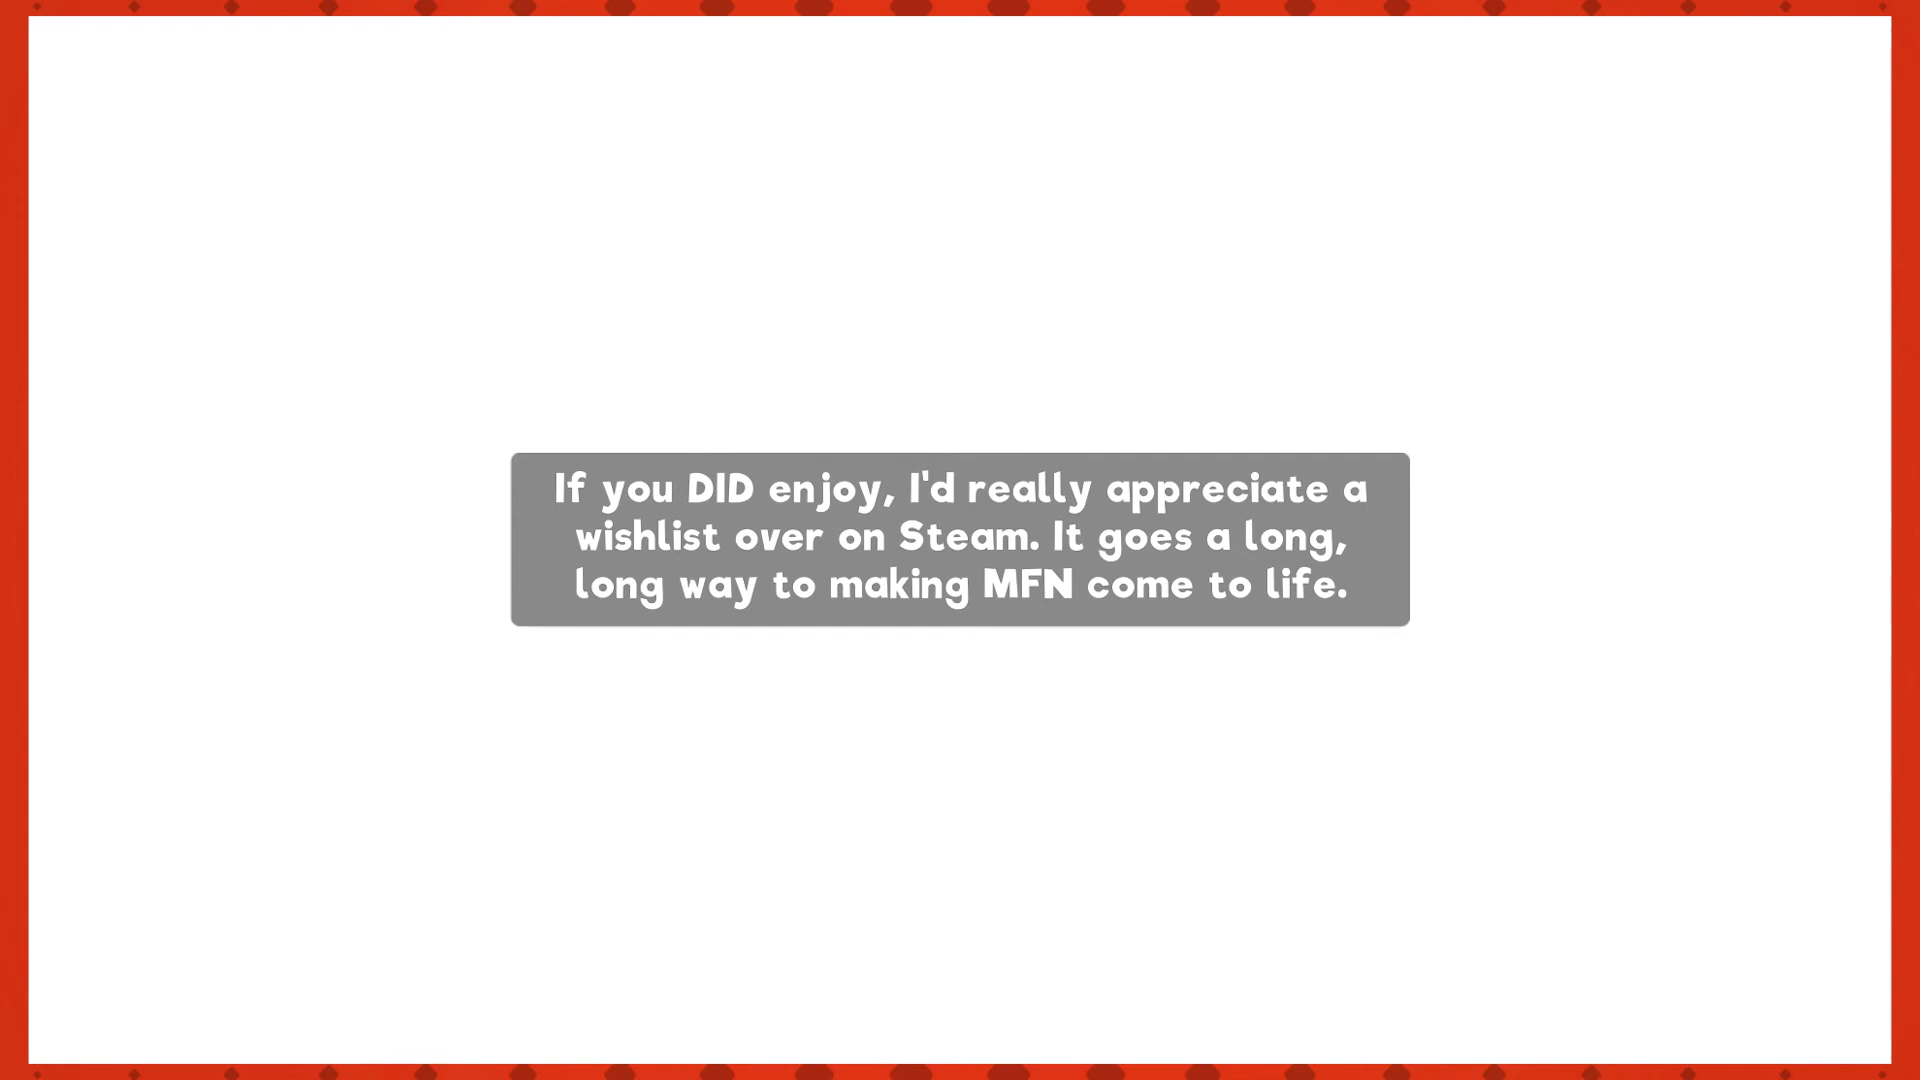 If you DID enjoy, I'd really appreciate a
wishlist over on Steam. It goes a long,
long way to making MFN come to life.